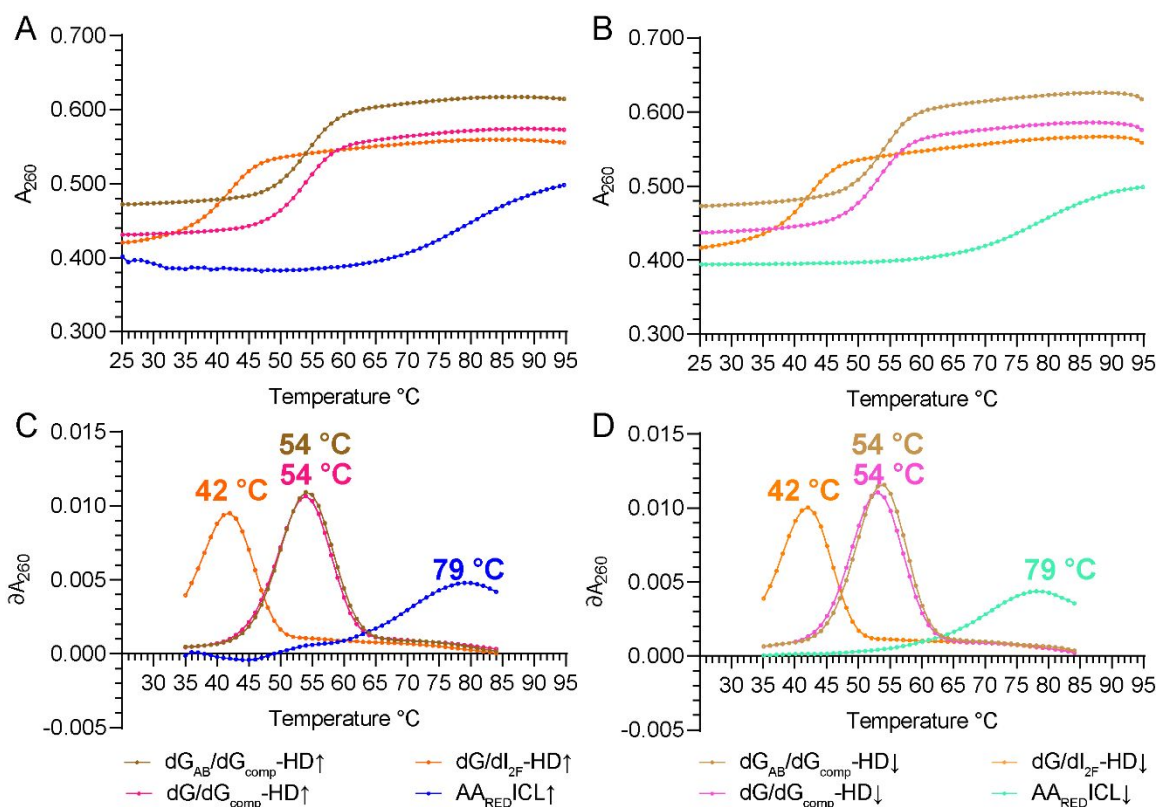 A
B
0.700
0.600
0.500
0.400
0.300
A260
25 30 35 40 45 50 55 60 65 70 75 80 85 90 95
Temperature °C
0.700
0.600
0.500
0.400
0.300
A260
25 30 35 40 45 50 55 60 65 70 75 80 85 90 95
Temperature °C
C
D
0.015
0.010
0.005
0.000
-0.005
∂A260
54 °C
54 °C
42 °C
79 °C
30 35 40 45 50 55 60 65 70 75 80 85 90 95
Temperature °C
0.015
0.010
0.005
0.000
-0.005
∂A260
54 °C
54 °C
42 °C
79 °C
30 35 40 45 50 55 60 65 70 75 80 85 90 95
Temperature °C
dGAB/dGcomp-HD↑ dG/dI2F-HD↑
dG/dGcomp-HD↑ AAREDICL↑
dGAB/dGcomp-HD↓ dG/dI2F-HD↓
dG/dGcomp-HD↓ AAREDICL↓